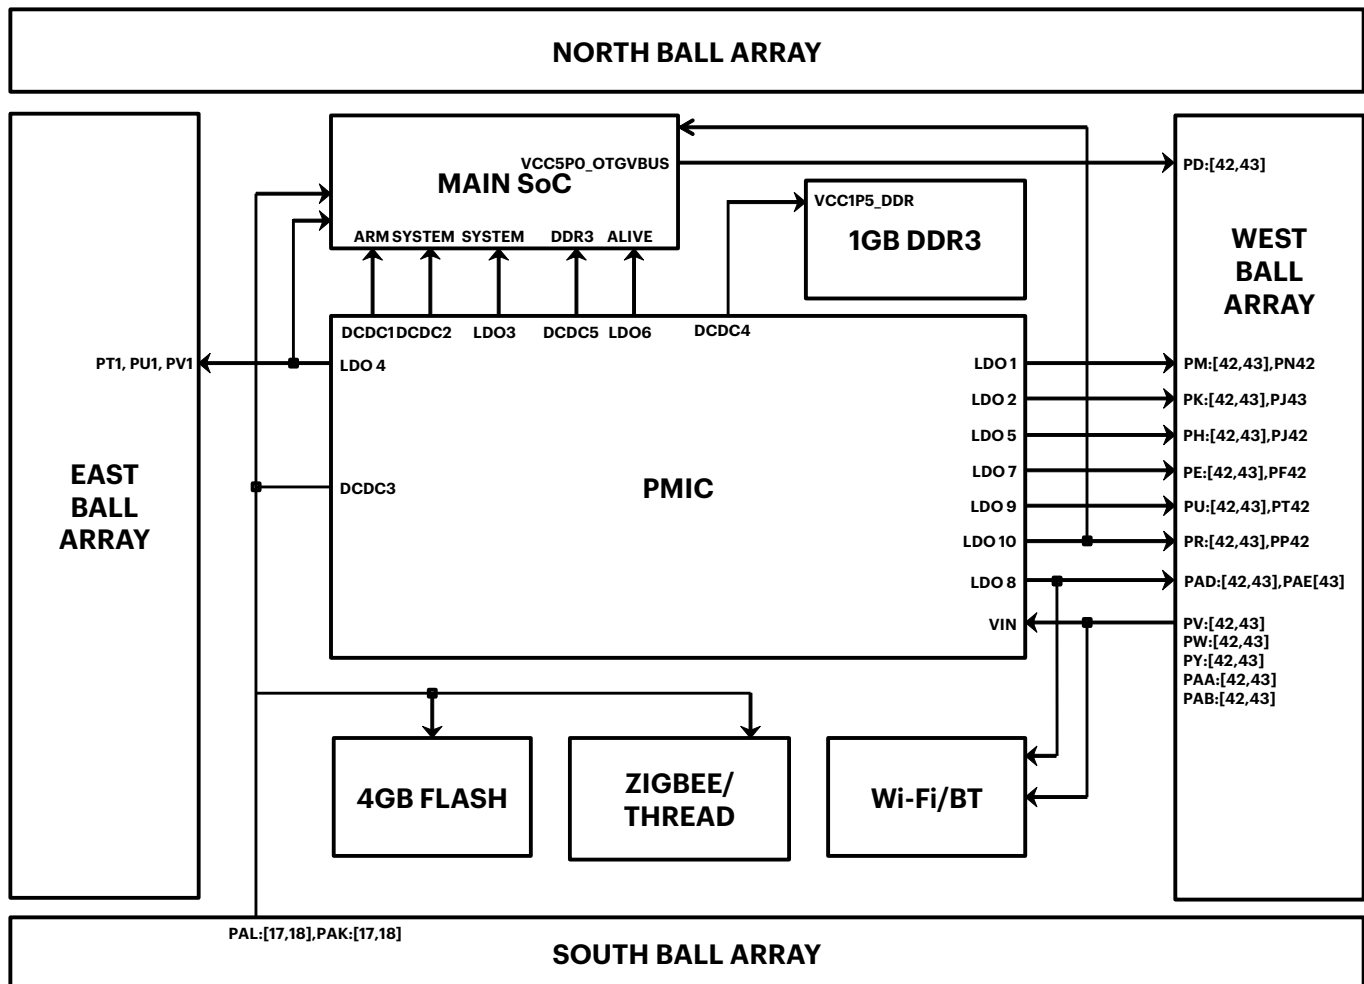 NORTH BALL ARRAY
VCC5P0_OTGVBUS
MAIN SoC
ARM SYSTEM SYSTEM DDR3 ALIVE
VCC1P5_DDR
1GB DDR3
PD:[42,43]
WEST
BALL
ARRAY
DCDC1 DCDC2 LDO3 DCDC5 LDO6 DCDC4
PT1, PU1, PV1
LDO 4
LDO 1
PM:[42,43],PN42
LDO 2
PK:[42,43],PJ43
LDO 5
PH:[42,43],PJ42
LDO 7
PE:[42,43],PF42
EAST
BALL
ARRAY
DCDC3
PMIC
LDO 9
PU:[42,43],PT42
LDO 10
PR:[42,43],PP42
LDO 8
PAD:[42,43],PAE[43]
VIN
PV:[42,43]
PW:[42,43]
PY:[42,43]
PAA:[42,43]
PAB:[42,43]
4GB FLASH
ZIGBEE/
THREAD
Wi-Fi/BT
PAL:[17,18],PAK:[17,18]
SOUTH BALL ARRAY